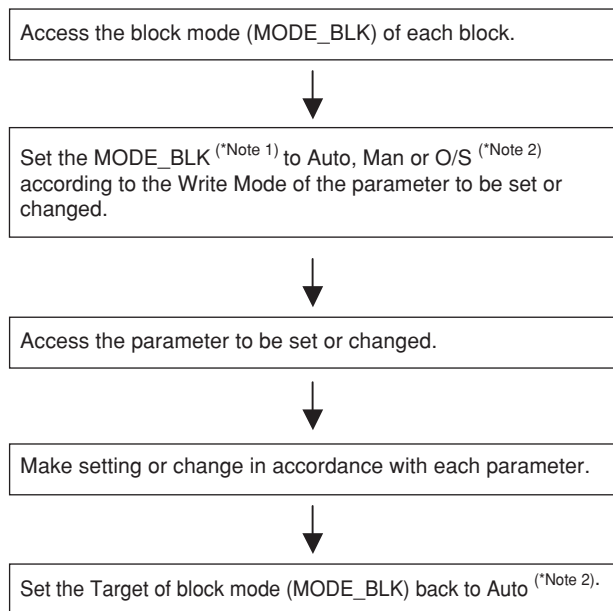 Access the block mode (MODE_BLK) of each block.
Set the MODE_BLK (*Note 1) to Auto, Man or O/S (*Note 2)
according to the Write Mode of the parameter to be set or
changed.
Access the parameter to be set or changed.
Make setting or change in accordance with each parameter.
Set the Target of block mode (MODE_BLK) back to Auto (*Note 2).